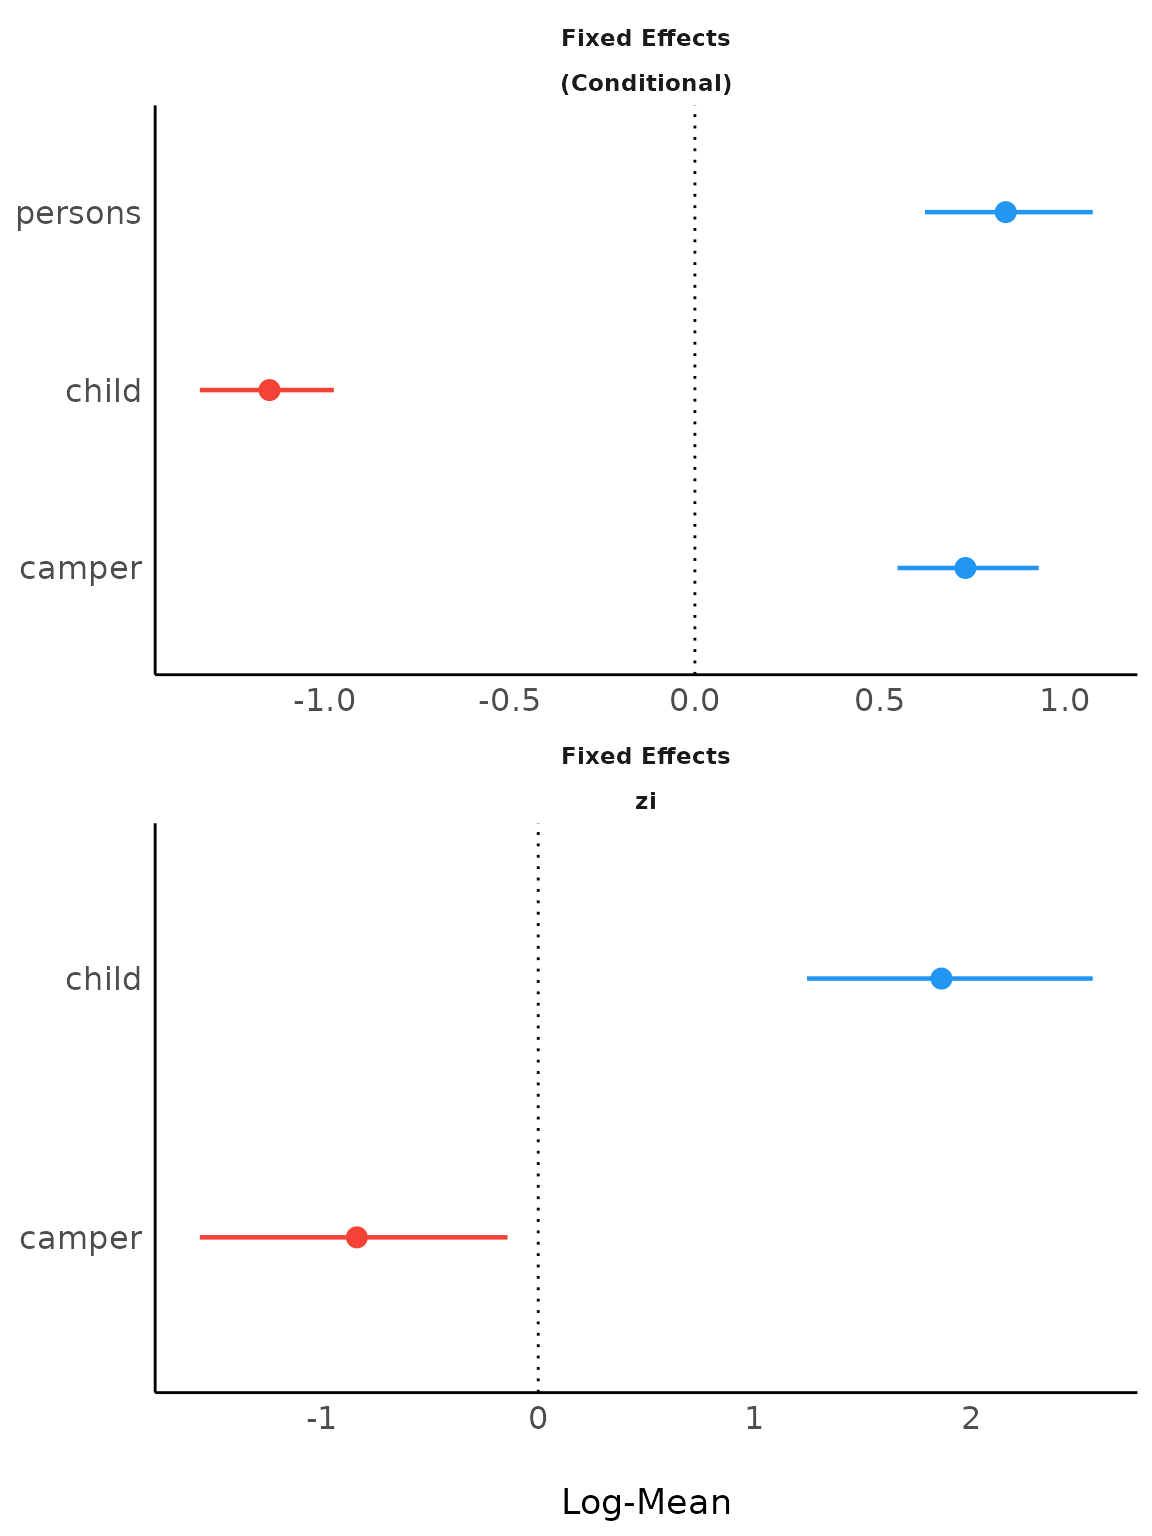 Fixed Effects
(Conditional)
persons
child
camper
-1.0 -0.5 0.0 0.5 1.0
Fixed Effects
zi
child
camper
-1 0 1 2
Log-Mean